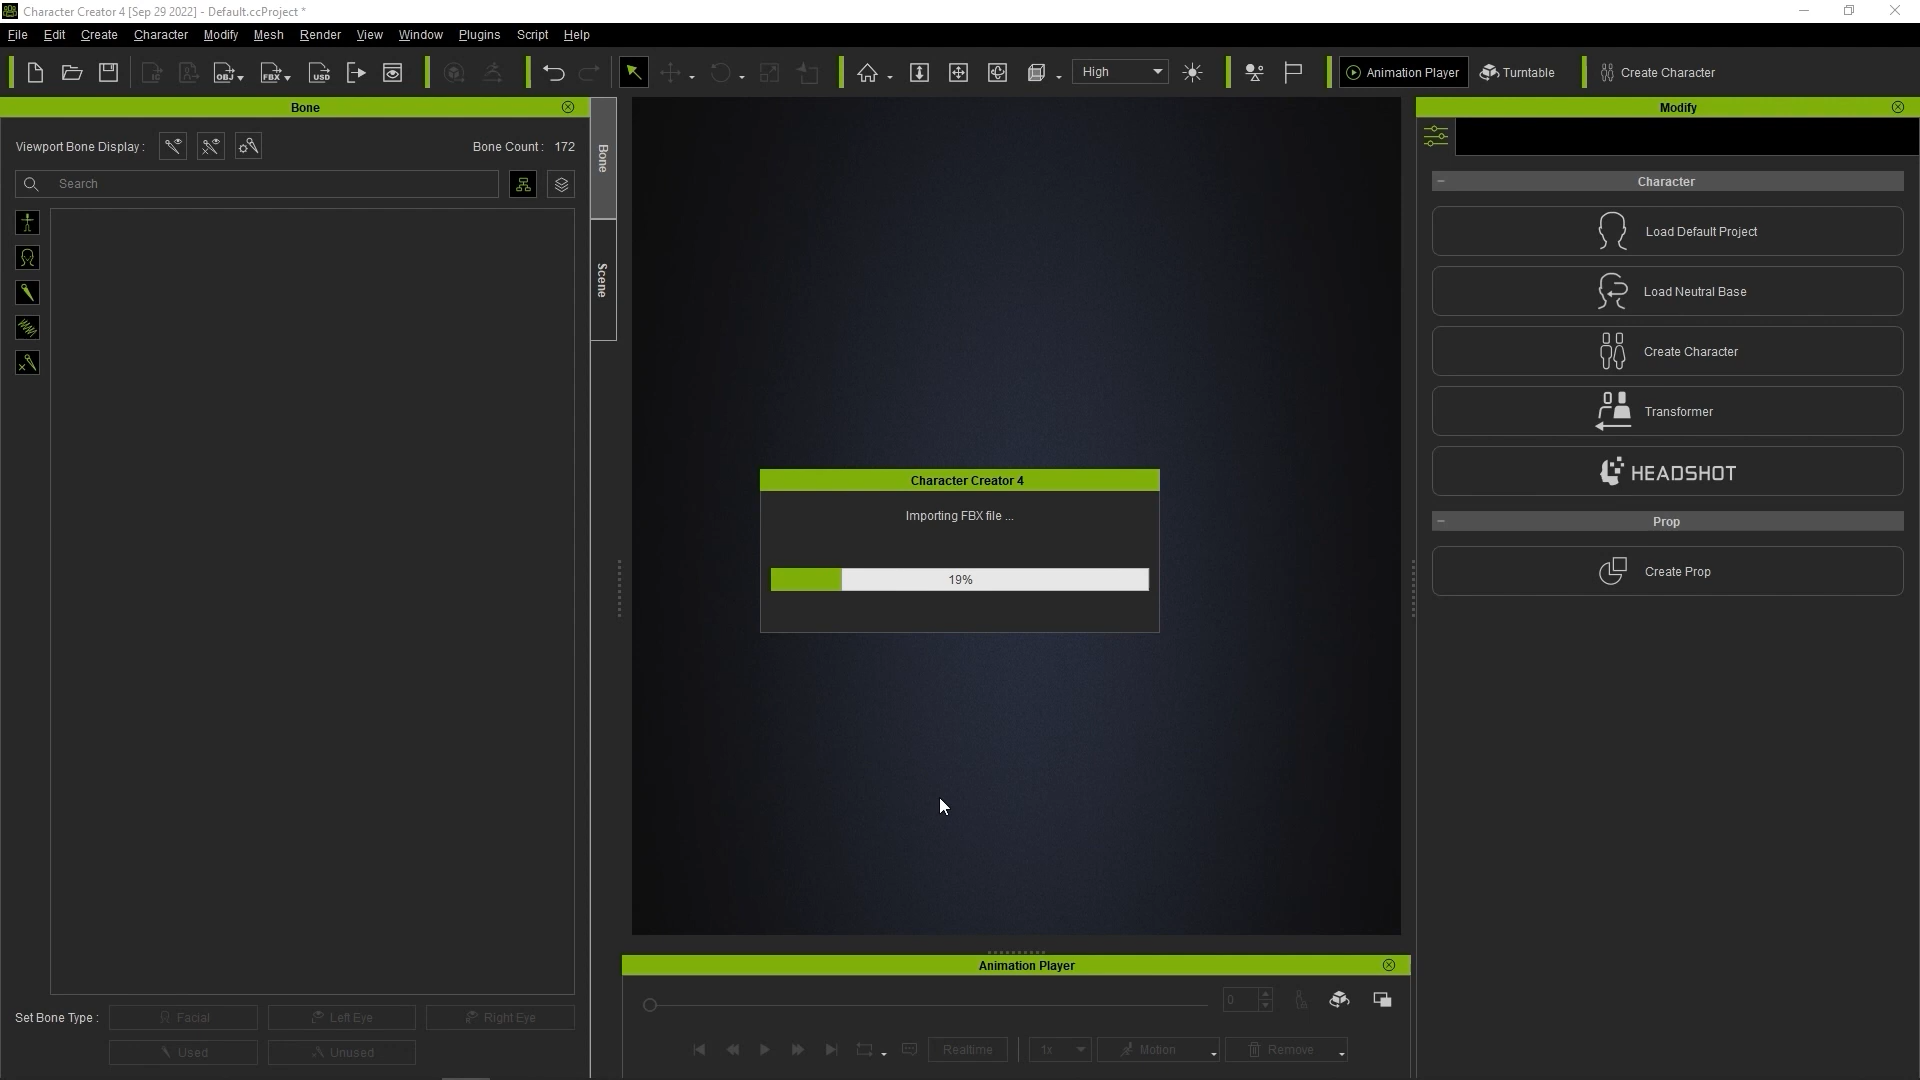 Character Creator 4 [Sep 29 2022] - Default.ccProject *
File Edit Create Character Modify Mesh Render View Window Plugins Script Help
OBJ FBX USD High Animation Player Turntable Create Character
Bone
Viewport Bone Display :
Bone Count : 172
Search
Bone
Scene
Character Creator 4
Importing FBX file ...
19%
Modify
Character
Load Default Project
Load Neutral Base
Create Character
Transformer
HEADSHOT
Prop
Create Prop
Animation Player
0
Realtime 1x Motion Remove
Set Bone Type : Facial Left Eye Right Eye
Used Unused